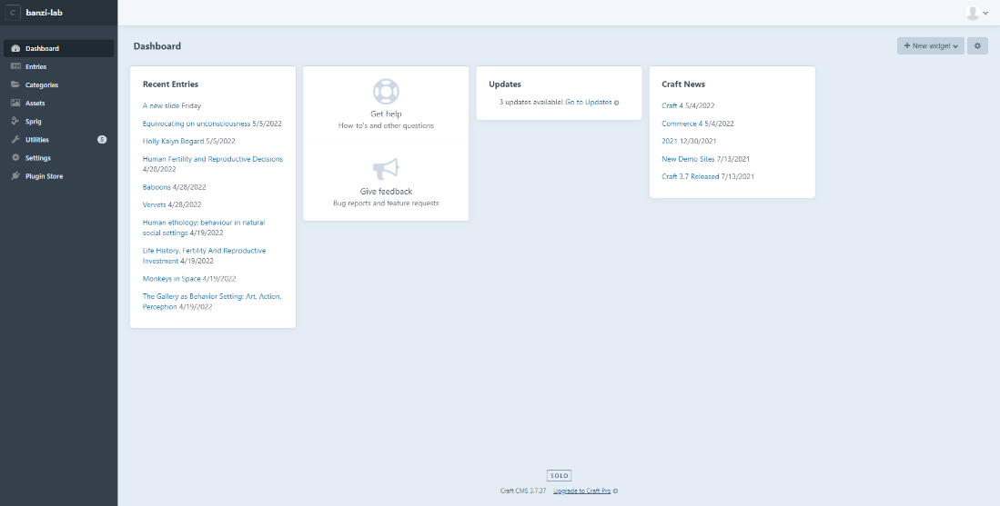 C banzi-lab
Dashboard
Entries
Categories
Assets
Sprig
Utilities 5
Settings
Plugin Store
Dashboard
+ New widget
Recent Entries
A new slide Friday
Equivocating on unconsciousness 5/5/2022
Holly Kalyn Bogard 5/5/2022
Human Fertility and Reproductive Decisions
4/28/2022
Baboons 4/28/2022
Vervets 4/28/2022
Human ethology: behaviour in natural
social settings 4/19/2022
Life History, Fertility And Reproductive
Investment 4/19/2022
Monkeys in Space 4/19/2022
The Gallery as Behavior Setting: Art, Action,
Perception 4/19/2022
Get help
How-to's and other questions
Give feedback
Bug reports and feature requests
Updates
3 updates available! Go to Updates
Craft News
Craft 4 5/4/2022
Commerce 4 5/4/2022
2021 12/30/2021
New Demo Sites 7/13/2021
Craft 3.7 Released 7/13/2021
SOLO
Craft CMS 3.7.37 Upgrade to Craft Pro